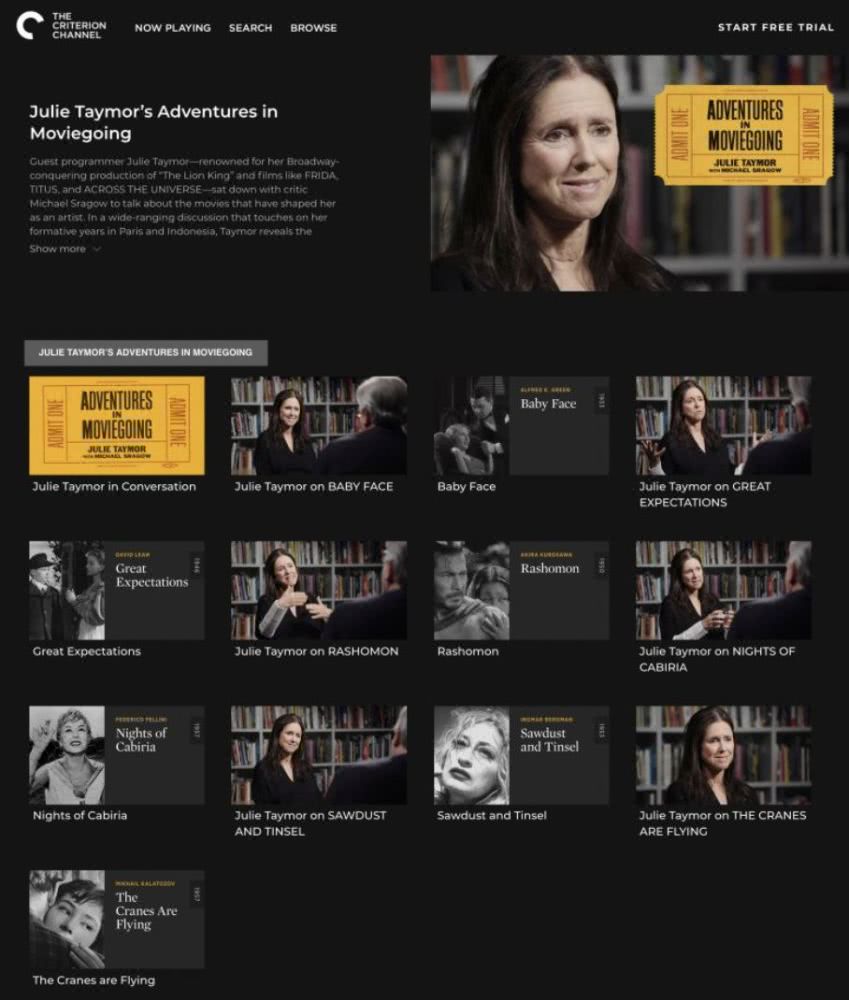 THE
CRITERION
CHANNEL
NOW PLAYING
SEARCH
BROWSE
START FREE TRIAL
Julie Taymor's Adventures in
Moviegoing
Guest programmer Julie Taymor—renowned for her Broadway-
conquering production of "The Lion King" and films like FRIDA,
TITUS, and ACROSS THE UNIVERSE—sat down with critic
Michael Sragow to talk about the movies that have shaped her
as an artist. In a wide-ranging discussion that touches on her
formative years in Paris and Indonesia, Taymor reveals the
Show more
ADMIT ONE
ADVENTURES
IN
MOVIEGOING
JULIE TAYMOR
WITH MICHAEL SRAGOW
ADMIT ONE
JULIE TAYMOR'S ADVENTURES IN MOVIEGOING
ADMIT ONE
ADVENTURES
IN
MOVIEGOING
JULIE TAYMOR
WITH MICHAEL SRAGOW
ADMIT ONE
Julie Taymor in Conversation
Julie Taymor on BABY FACE
ALFRED E. GREEN
Baby Face
1933
Baby Face
Julie Taymor on GREAT
EXPECTATIONS
DAVID LEAN
Great
Expectations
1946
Great Expectations
Julie Taymor on RASHOMON
AKIRA KUROSAWA
Rashomon
1950
Rashomon
Julie Taymor on NIGHTS OF
CABIRIA
FEDERICO FELLINI
Nights of
Cabiria
1957
Nights of Cabiria
Julie Taymor on SAWDUST
AND TINSEL
INGMAR BERGMAN
Sawdust
and Tinsel
1953
Sawdust and Tinsel
Julie Taymor on THE CRANES
ARE FLYING
MIKHAIL KALATOZOV
The
Cranes Are
Flying
1957
The Cranes are Flying